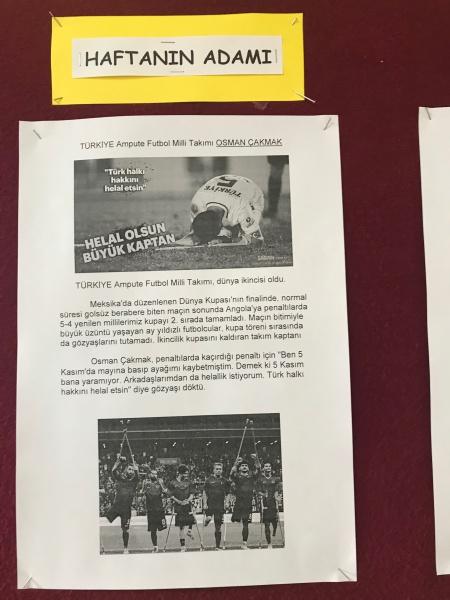 HAFTANIN ADAMI
TÜRKİYE Ampute Futbol Milli Takımı OSMAN ÇAKMAK
"Türk halkı
hakkını
helal etsin"
TÜRKİYE
5
HELAL OLSUN
BÜYÜK KAPTAN
TÜRKİYE Ampute Futbol Milli Takımı, dünya ikincisi oldu.
Meksika'da düzenlenen Dünya Kupası'nın finalinde, normal
süresi golsüz berabere biten maçın sonunda Angola'ya penaltılarda
5-4 yenilen millilerimiz kupayı 2. sırada tamamladı. Maçın bitimiyle
büyük üzüntü yaşayan ay yıldızlı futbolcular, kupa töreni sırasında
da gözyaşlarını tutamadı. İkincilik kupasını kaldıran takım kaptanı
Osman Çakmak, penaltılarda kaçırdığı penaltı için "Ben 5
Kasım'da mayına basıp ayağımı kaybetmiştim. Demek ki 5 Kasım
bana yaramıyor. Arkadaşlarımdan da helallik istiyorum. Türk halkı
hakkını helal etsin" diye gözyaşı döktü.